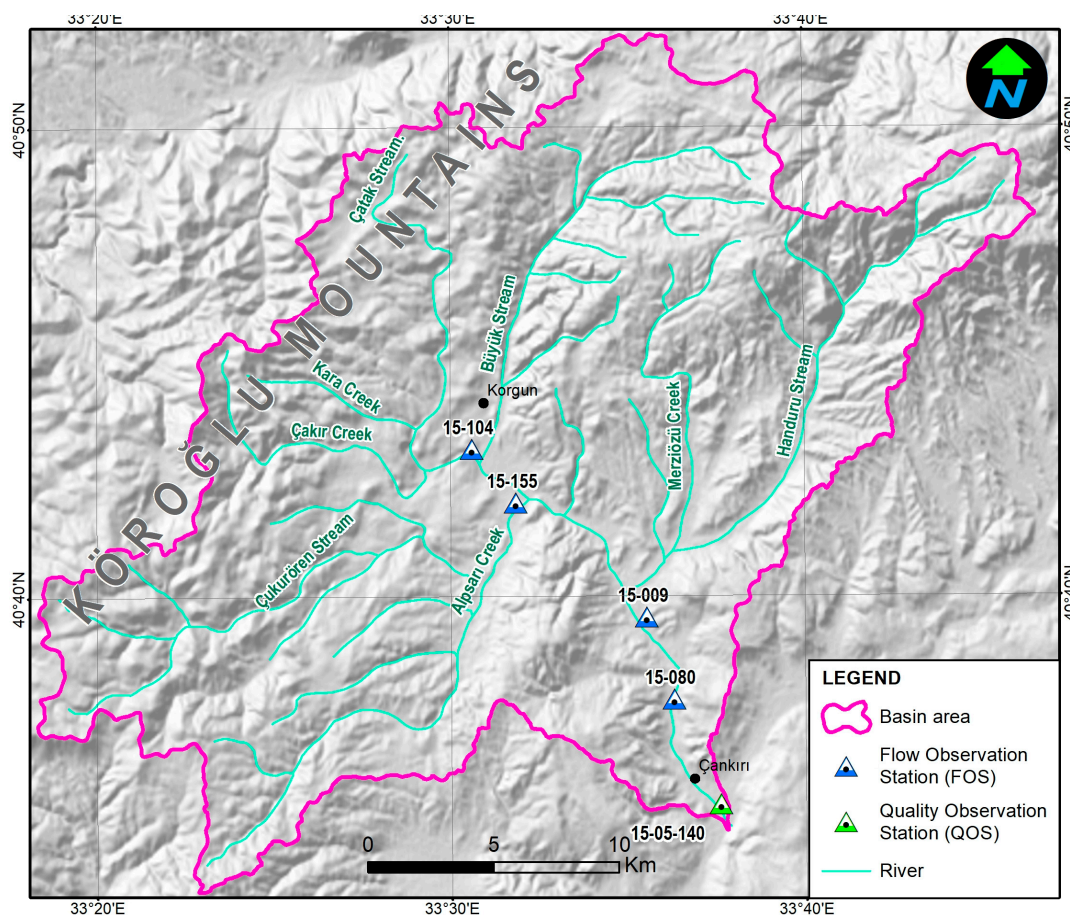 33°20'E
33°30'E
33°40'E
40°50'N
40°50'N
N
KÖROĞLU MOUNTAINS
Çatak Stream.
Büyük Stream
Kara Creek
Korgun
Çakır Creek
15-104
Handuru Stream
Merziözü Creek
15-155
Çukurören Stream
Alpsarı Creek
40°40'N
40°40'N
15-009
15-080
Çankırı
15-05-140
0
5
10
Km
LEGEND
Basin area
Flow Observation
Station (FOS)
Quality Observation
Station (QOS)
River
33°20'E
33°30'E
33°40'E